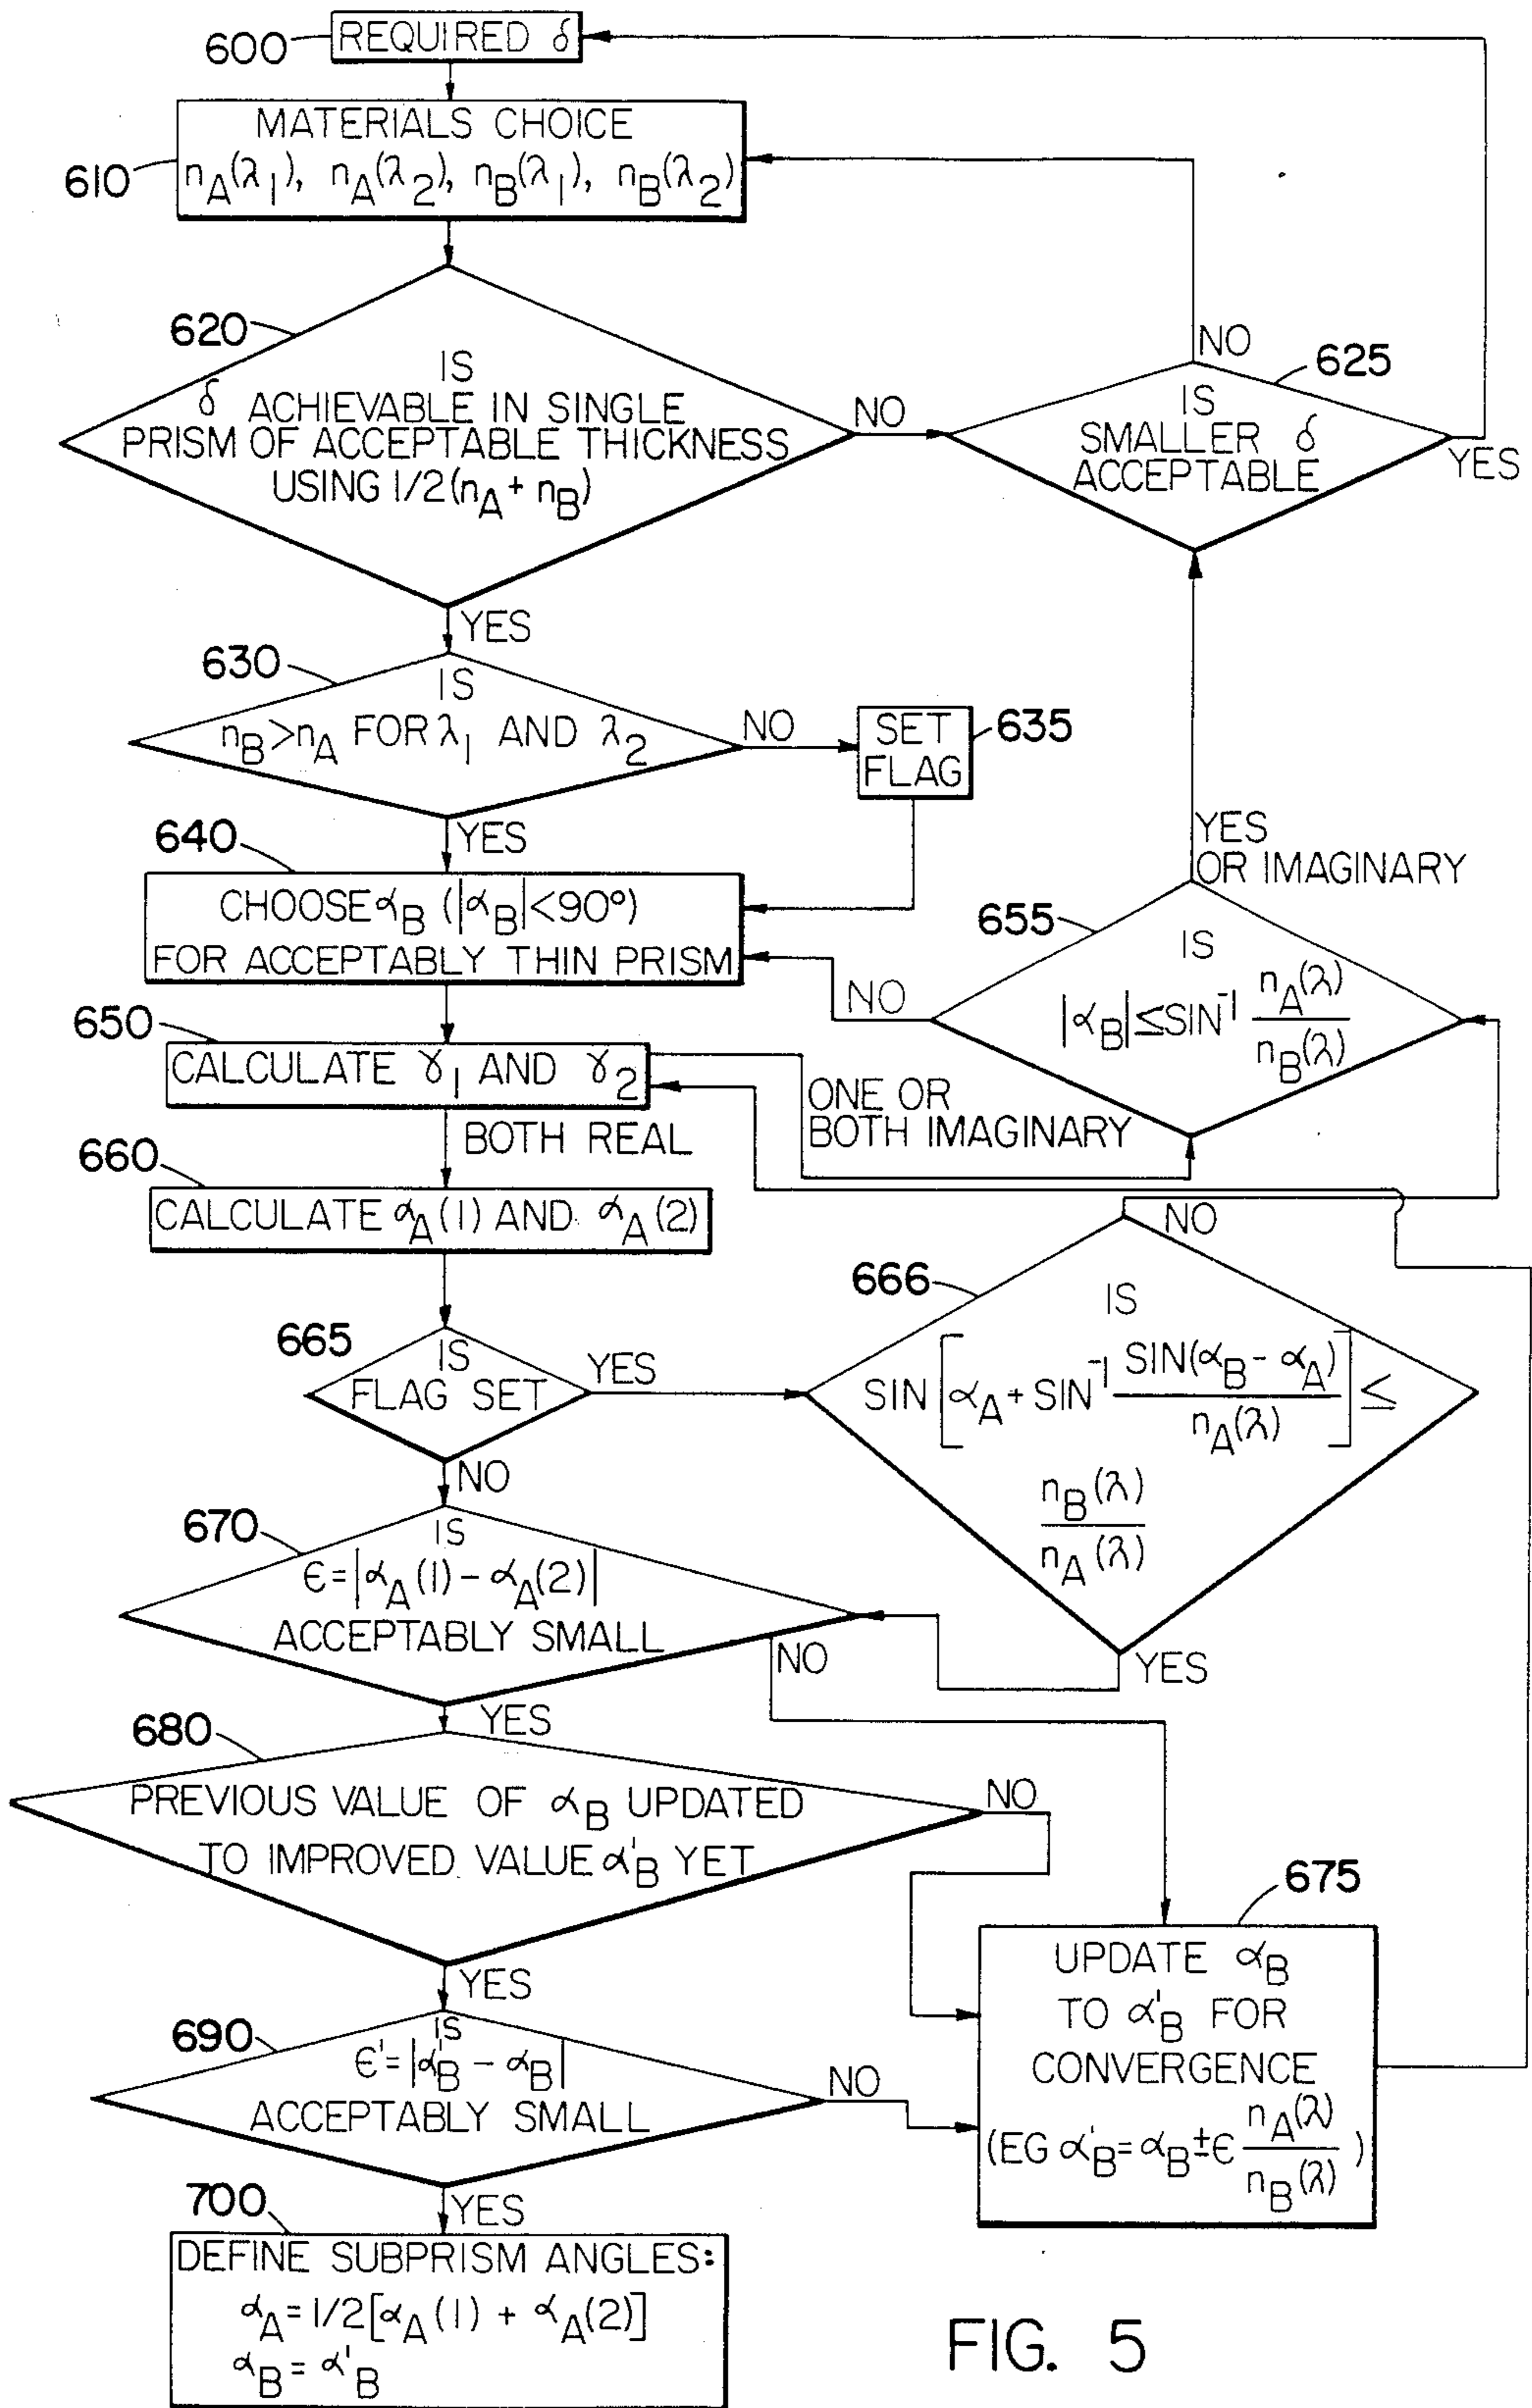 600
REQUIRED δ
610
MATERIALS CHOICE
n_A(λ_1), n_A(λ_2), n_B(λ_1), n_B(λ_2)
620
IS
δ ACHIEVABLE IN SINGLE
PRISM OF ACCEPTABLE THICKNESS
USING 1/2(n_A + n_B)
NO
YES
625
NO
IS
SMALLER δ
ACCEPTABLE
YES
630
IS
n_B>n_A FOR λ_1 AND λ_2
NO
YES
SET
FLAG
635
640
CHOOSE α_B (|α_B|<90°)
FOR ACCEPTABLY THIN PRISM
YES
OR IMAGINARY
655
IS
|α_B|≤SIN⁻¹ n_A(λ)/n_B(λ)
NO
650
CALCULATE γ_1 AND γ_2
ONE OR
BOTH IMAGINARY
BOTH REAL
660
CALCULATE α_A(1) AND α_A(2)
665
IS
FLAG SET
YES
NO
666
NO
IS
SIN[α_A + SIN⁻¹ SIN(α_B - α_A)/n_A(λ)] ≤
n_B(λ)/n_A(λ)
YES
670
IS
ϵ=|α_A(1) - α_A(2)|
ACCEPTABLY SMALL
NO
YES
680
PREVIOUS VALUE OF α_B UPDATED
TO IMPROVED VALUE α'_B YET
NO
YES
675
UPDATE α_B
TO α'_B FOR
CONVERGENCE
(EG α'_B = α_B ± ϵ n_A(λ)/n_B(λ))
690
IS
ϵ'=|α'_B - α_B|
ACCEPTABLY SMALL
NO
YES
700
DEFINE SUBPRISM ANGLES:
α_A = 1/2[α_A(1) + α_A(2)]
α_B = α'_B
FIG. 5